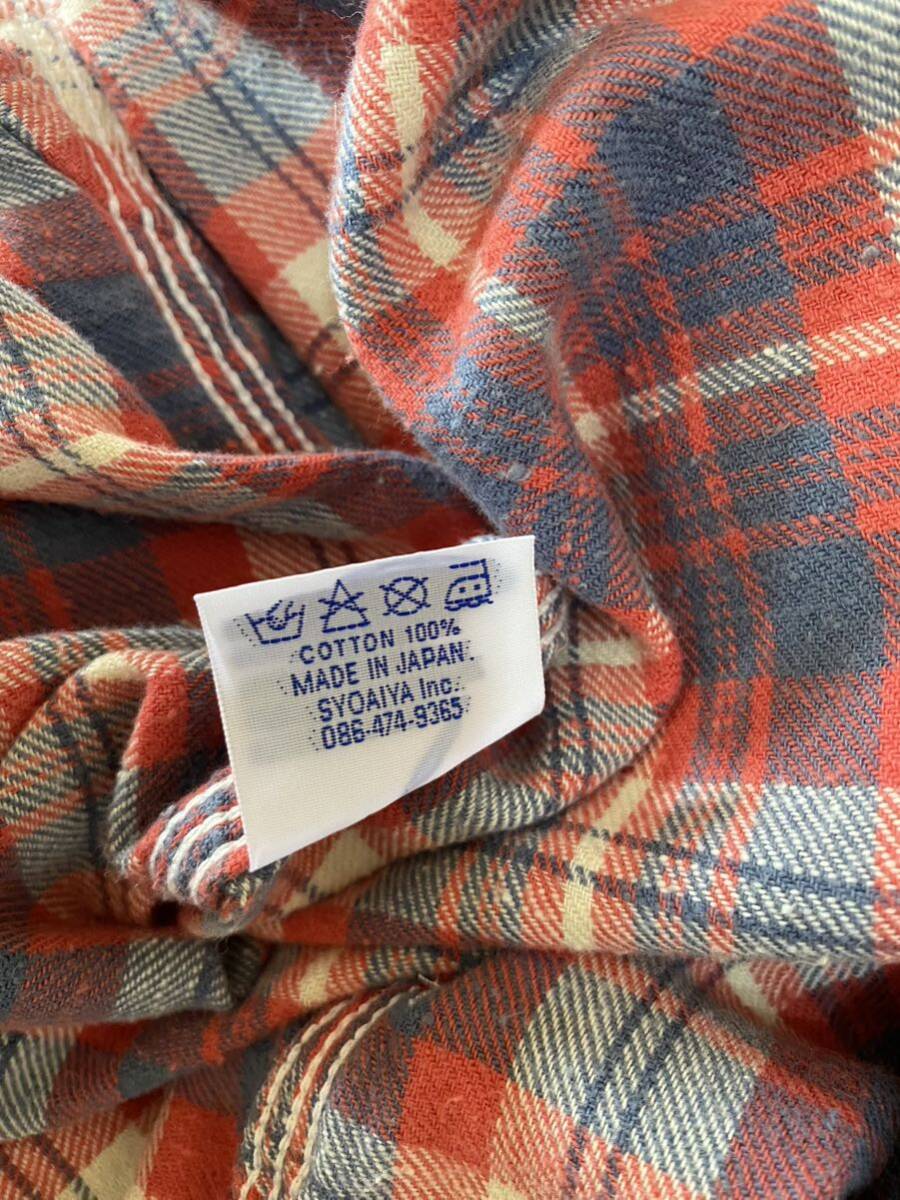 COTTON 100%
MADE IN JAPAN
SYOAIYA Inc.
086-474-9365